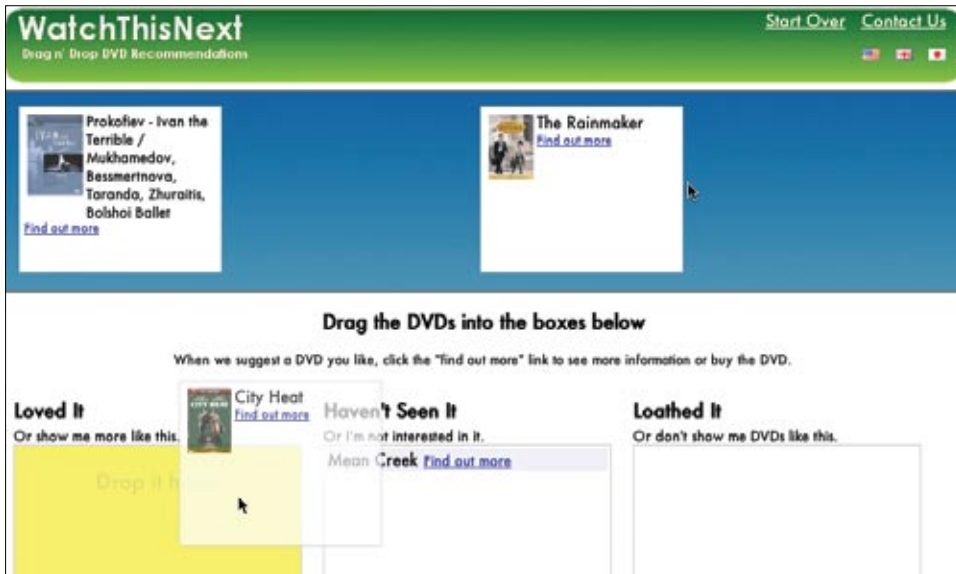 WatchThisNext
Drag n' Drop DVD Recommendations
Start Over Contact Us
Prokofiev - Ivan the
Terrible /
Mukhamedov,
Bessmertnova,
Taranda, Zhuraitis,
Bolshoi Ballet
Find out more
The Rainmaker
Find out more
Drag the DVDs into the boxes below
When we suggest a DVD you like, click the "find out more" link to see more information or buy the DVD.
City Heat
Find out more
Loved It
Or show me more like this.
Drop it
Haven't Seen It
Or I'm not interested in it.
Mean Creek Find out more
Loathed It
Or don't show me DVDs like this.